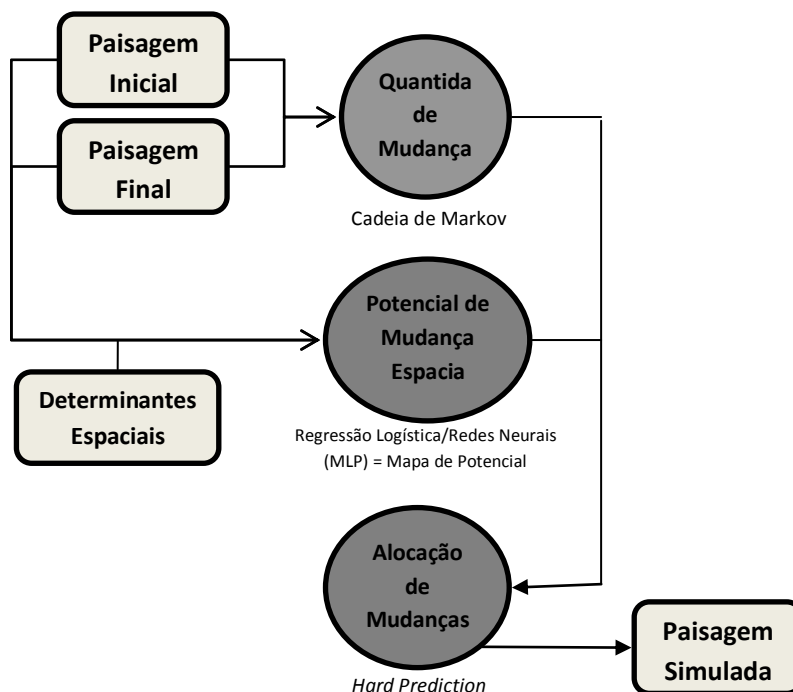 Paisagem
Inicial
Paisagem
Final
Quantida
de
Mudança
Cadeia de Markov
Potencial de
Mudança
Espacia
Determinantes
Espaciais
Regressão Logística/Redes Neurais
(MLP) = Mapa de Potencial
Alocação
de
Mudanças
Hard Prediction
Paisagem
Simulada